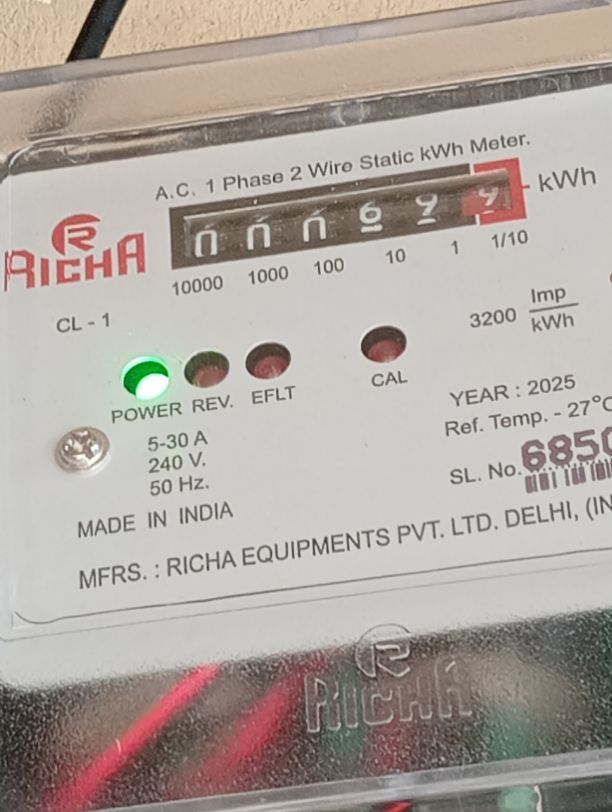 A.C. 1 Phase 2 Wire Static kWh Meter.
kWh
RICHA
10000 1000 100 10 1 1/10
CL - 1
3200 Imp/kWh
POWER REV. EFLT CAL
YEAR : 2025
5-30 A
Ref. Temp. - 27°C
240 V.
SL. No. 6850
50 Hz.
MADE IN INDIA
MFRS. : RICHA EQUIPMENTS PVT. LTD. DELHI, (IN
RICHA